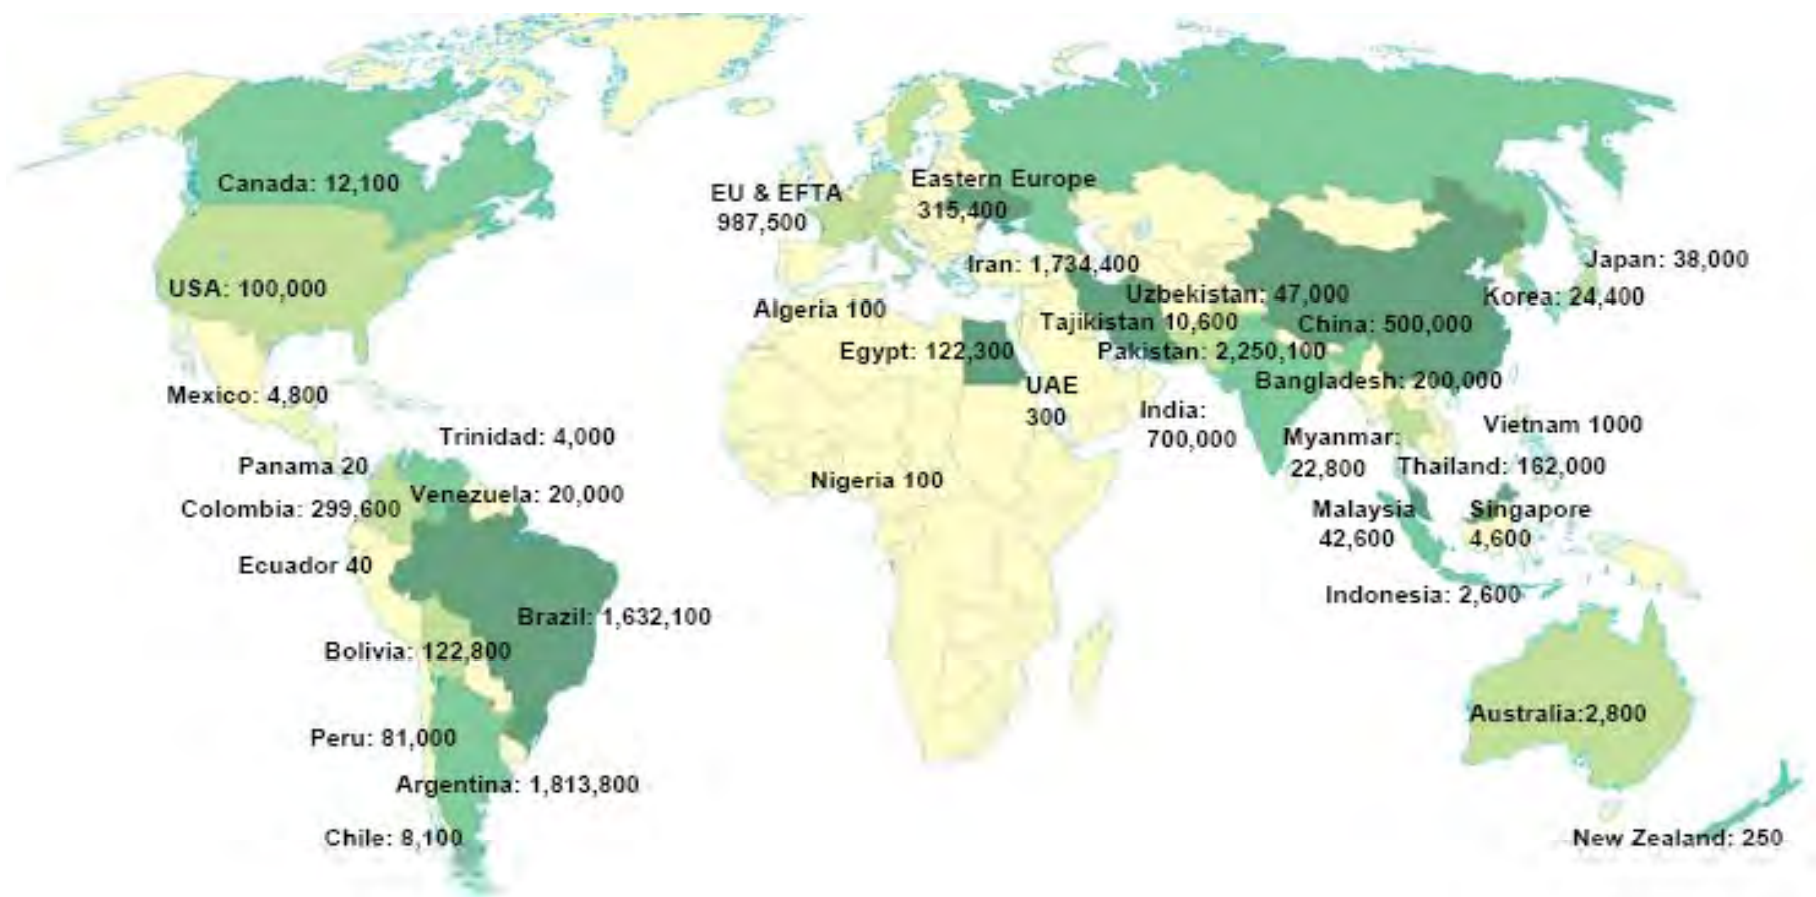 Canada: 12,100
USA: 100,000
Mexico: 4,800
Trinidad: 4,000
Panama 20
Venezuela: 20,000
Colombia: 299,600
Ecuador 40
Brazil: 1,632,100
Bolivia: 122,800
Peru: 81,000
Argentina: 1,813,800
Chile: 8,100
EU & EFTA
987,500
Eastern Europe
315,400
Iran: 1,734,400
Algeria 100
Uzbekistan: 47,000
Tajikistan 10,600
Egypt: 122,300
Pakistan: 2,250,100
UAE
300
Nigeria 100
Japan: 38,000
Korea: 24,400
China: 500,000
Bangladesh: 200,000
India:
700,000
Vietnam 1000
Myanmar:
22,800
Thailand: 162,000
Malaysia
42,600
Singapore
4,600
Indonesia: 2,600
Australia:2,800
New Zealand: 250